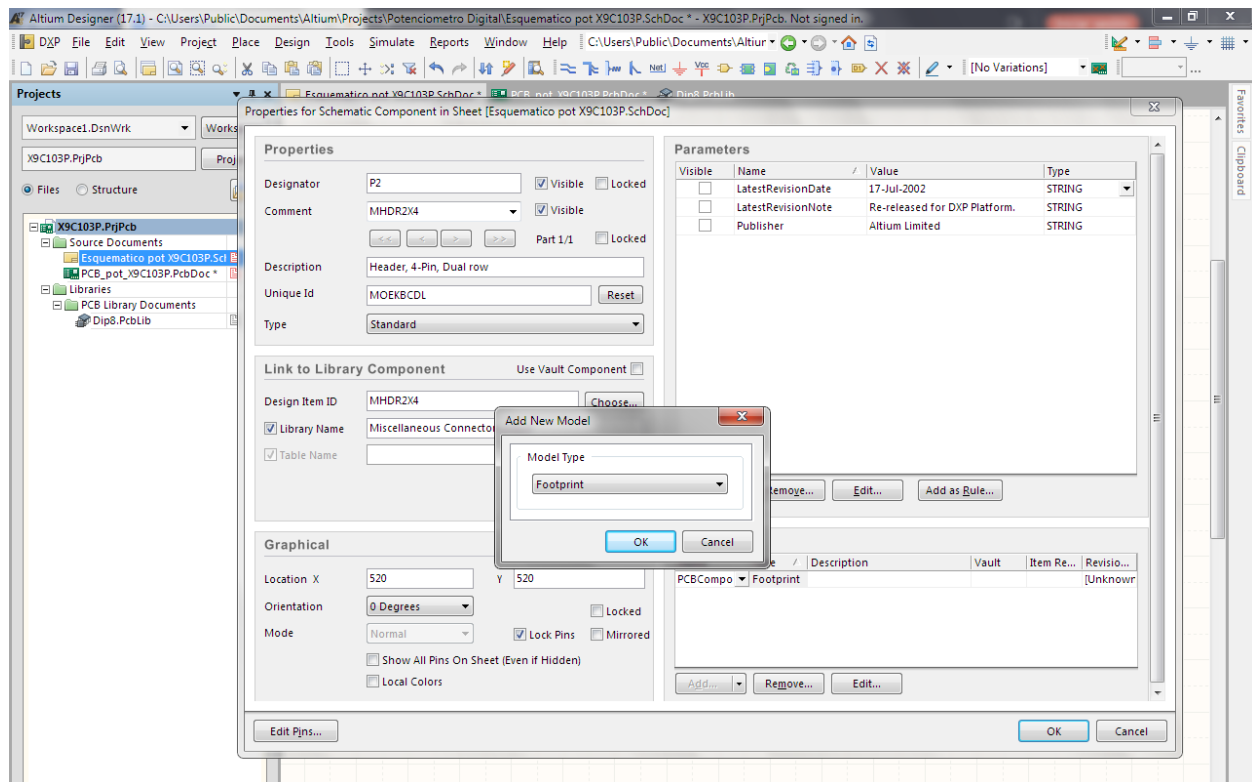 Altium Designer (17.1) - C:\Users\Public\Documents\Altium\Projects\Potenciometro Digital\Esquematico pot X9C103P.SchDoc * - X9C103P.PrjPcb. Not signed in.
DXP File Edit View Project Place Design Tools Simulate Reports Window Help C:\Users\Public\Documents\Altiur
[No Variations] ...
Projects
Esquematico pot X9C103P.SchDoc * PCB_pot_X9C103P.PcbDoc * Dip8.PcbLib
Favorites
Clipboard
Workspace1.DsnWrk Works
X9C103P.PrjPcb Proj
Files Structure
X9C103P.PrjPcb
Source Documents
Esquematico pot X9C103P.Scl
PCB_pot_X9C103P.PcbDoc *
Libraries
PCB Library Documents
Dip8.PcbLib
Properties for Schematic Component in Sheet [Esquematico pot X9C103P.SchDoc]
Properties
Designator P2 Visible Locked
Comment MHDR2X4 Visible
<< < > >> Part 1/1 Locked
Description Header, 4-Pin, Dual row
Unique Id MOEKBCDL Reset
Type Standard
Link to Library Component Use Vault Component
Design Item ID MHDR2X4 Choose...
Library Name Miscellaneous Connector
Table Name
Graphical
Location X 520 Y 520
Orientation 0 Degrees Locked
Mode Normal Lock Pins Mirrored
Show All Pins On Sheet (Even if Hidden)
Local Colors
Parameters
Visible Name Value Type
LatestRevisionDate 17-Jul-2002 STRING
LatestRevisionNote Re-released for DXP Platform. STRING
Publisher Altium Limited STRING
Remove... Edit... Add as Rule...
Add New Model
Model Type
Footprint
OK Cancel
e Description Vault Item Re... Revisio...
PCBCompo Footprint [Unknowr
Add... Remove... Edit...
Edit Pins... OK Cancel